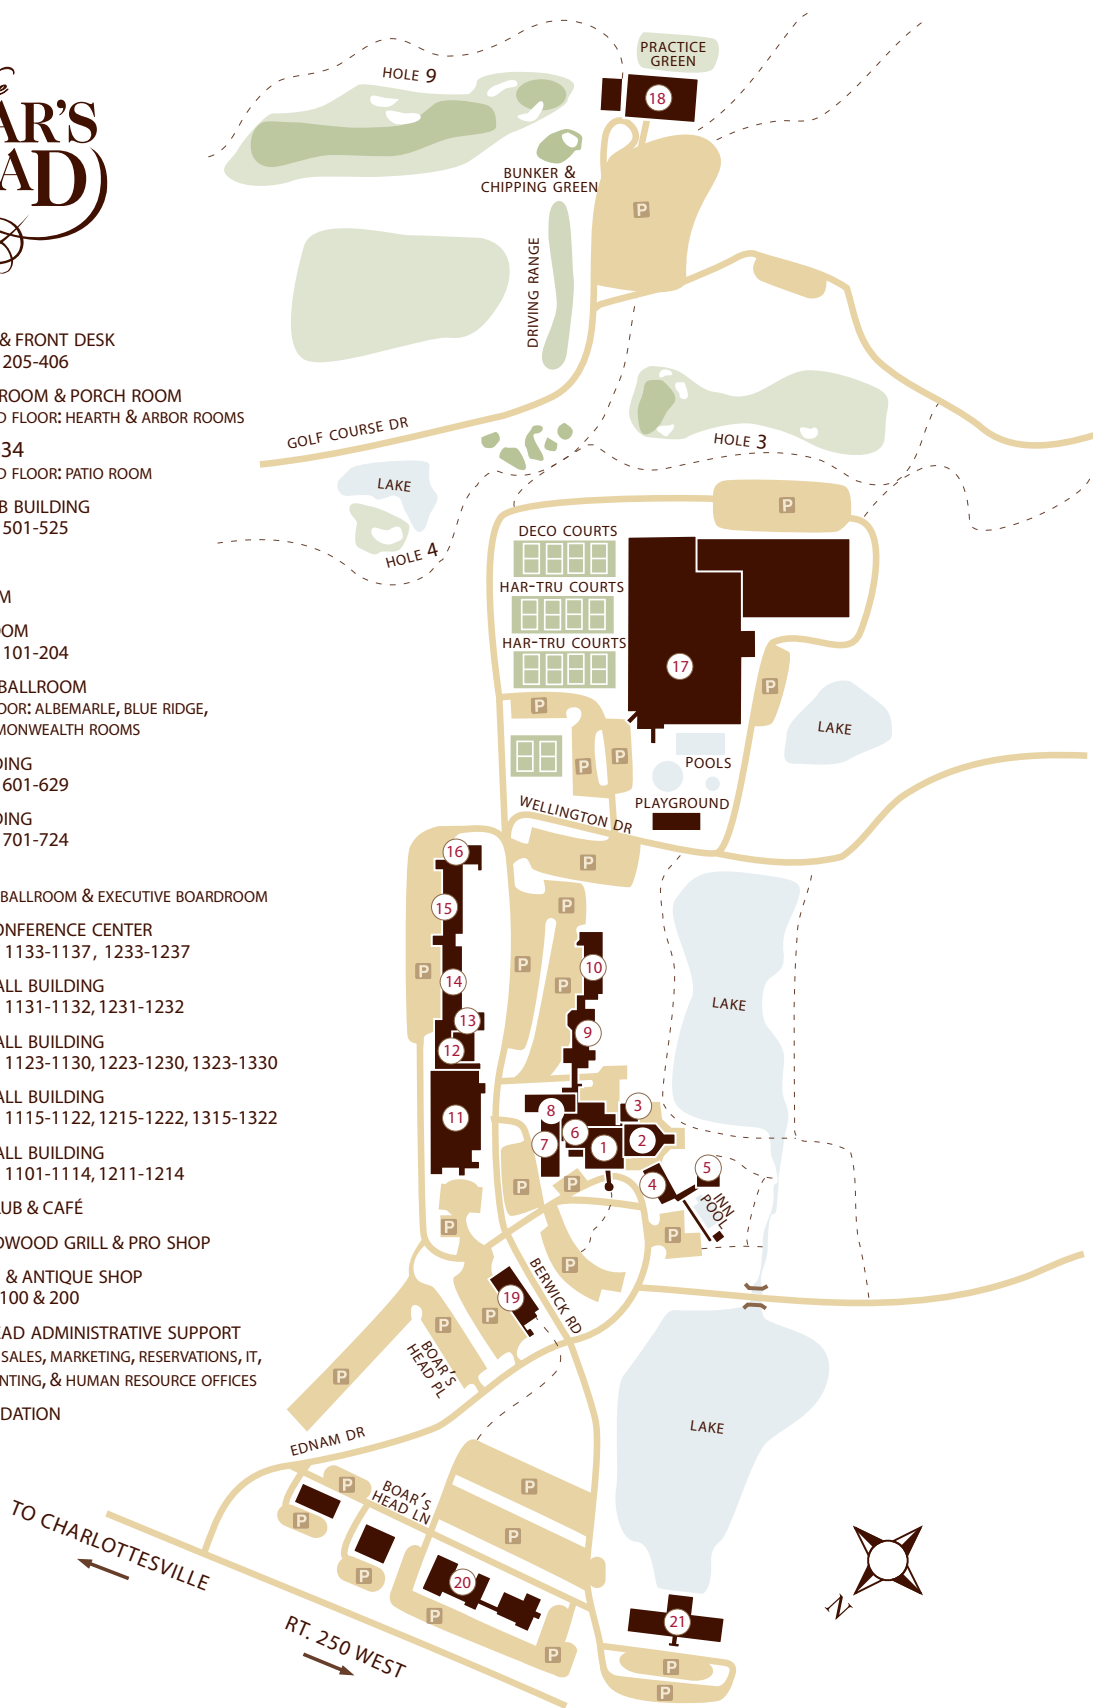 & FRONT DESK
205-406
ROOM & PORCH ROOM
D FLOOR: HEARTH & ARBOR ROOMS
34
D FLOOR: PATIO ROOM
B BUILDING
501-525
M
OM
101-204
BALLROOM
OOR: ALBEMARLE, BLUE RIDGE,
MONWEALTH ROOMS
DING
601-629
DING
701-724
BALLROOM & EXECUTIVE BOARDROOM
ONFERENCE CENTER
1133-1137, 1233-1237
ALL BUILDING
1131-1132, 1231-1232
ALL BUILDING
1123-1130, 1223-1230, 1323-1330
ALL BUILDING
1115-1122, 1215-1222, 1315-1322
ALL BUILDING
1101-1114, 1211-1214
UB & CAFÉ
DWOOD GRILL & PRO SHOP
& ANTIQUE SHOP
100 & 200
EAD ADMINISTRATIVE SUPPORT
SALES, MARKETING, RESERVATIONS, IT,
NTING, & HUMAN RESOURCE OFFICES
DATION
AR'S
AD
PRACTICE
GREEN
HOLE 9
18
BUNKER &
CHIPPING GREEN
P
DRIVING RANGE
GOLF COURSE DR
HOLE 3
LAKE
HOLE 4
P
DECO COURTS
HAR-TRU COURTS
HAR-TRU COURTS
17
P
P
LAKE
P
P
POOLS
PLAYGROUND
WELLINGTON DR
P
16
15
P
P
P
P
10
14
LAKE
13
12
9
11
8
3
6
2
7
1
5
4
INN
POOL
P
P
P
P
P
BERWICK RD
19
P
P
BOAR'S
HEAD PL
P
LAKE
EDNAM DR
P
P
BOAR'S
HEAD LN
P
P
P
20
P
21
P
P
P
TO CHARLOTTESVILLE
RT. 250 WEST
N